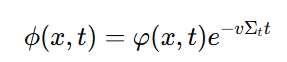 ϕ(x, t) = φ(x, t)e^{−vΣ_t t}